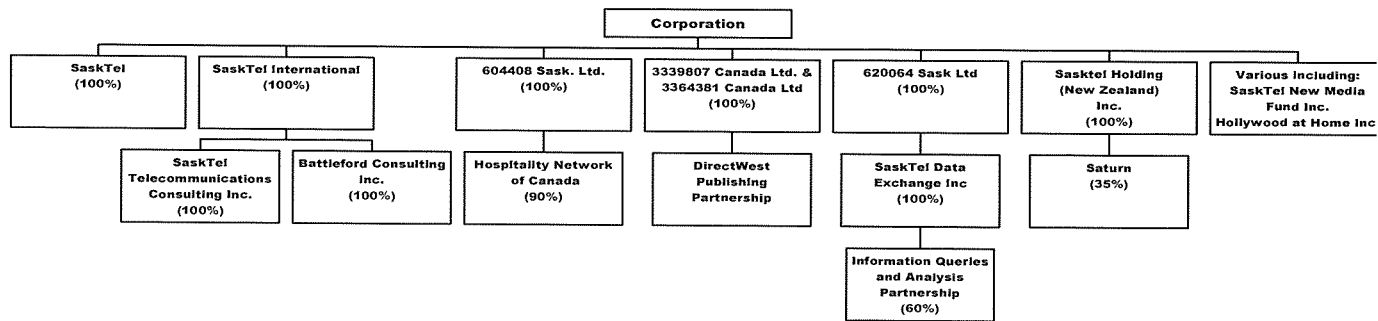 Corporation
SaskTel
(100%)
SaskTel International
(100%)
604408 Sask. Ltd.
(100%)
3339807 Canada Ltd. &
3364381 Canada Ltd
(100%)
620064 Sask Ltd
(100%)
Sasktel Holding
(New Zealand)
Inc.
(100%)
Various Including:
SaskTel New Media
Fund Inc.
Hollywood at Home Inc
SaskTel
Telecommunications
Consulting Inc.
(100%)
Battleford Consulting
Inc.
(100%)
Hospitality Network
of Canada
(90%)
DirectWest
Publishing
Partnership
SaskTel Data
Exchange Inc
(100%)
Saturn
(35%)
Information Queries
and Analysis
Partnership
(60%)